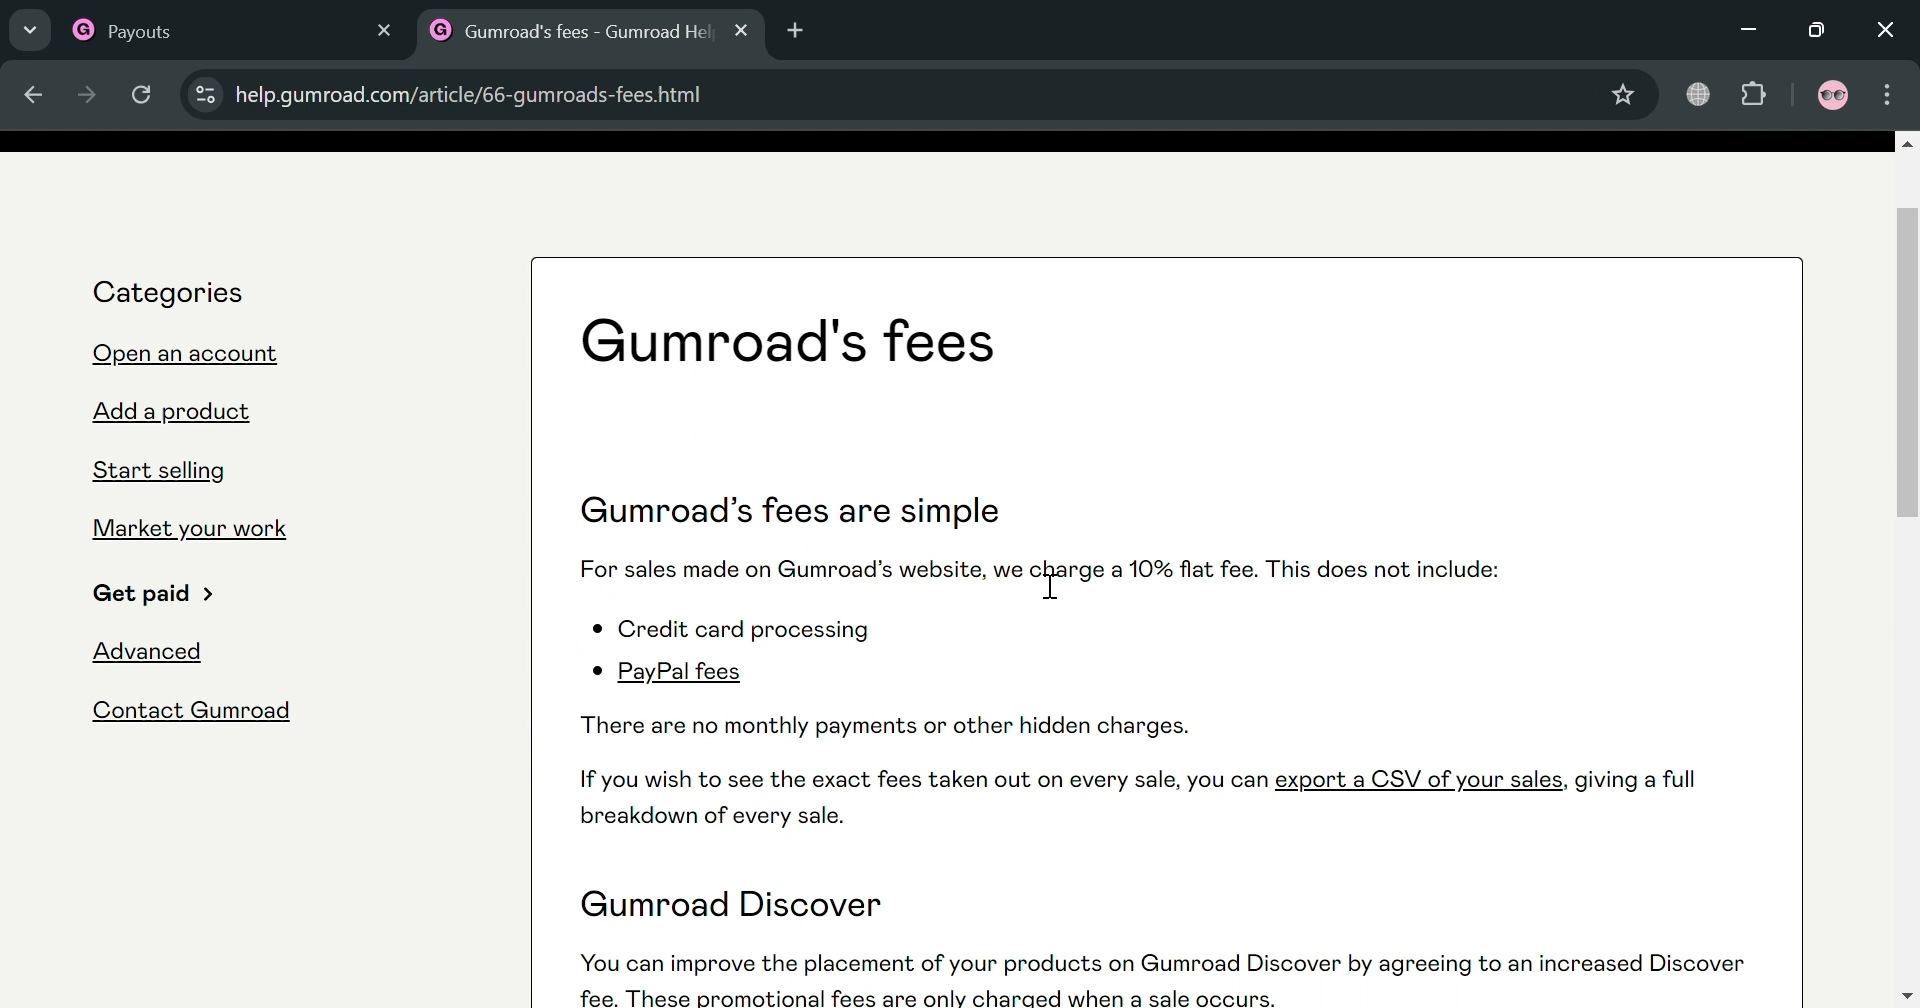 Payouts
Gumroad's fees - Gumroad Hel
help.gumroad.com/article/66-gumroads-fees.html
Categories
Open an account
Add a product
Start selling
Market your work
Get paid >
Advanced
Contact Gumroad
Gumroad's fees
Gumroad’s fees are simple
For sales made on Gumroad’s website, we charge a 10% flat fee. This does not include:
• Credit card processing
• PayPal fees
There are no monthly payments or other hidden charges.
If you wish to see the exact fees taken out on every sale, you can export a CSV of your sales, giving a full
breakdown of every sale.
Gumroad Discover
You can improve the placement of your products on Gumroad Discover by agreeing to an increased Discover
fee. These promotional fees are only charged when a sale occurs.